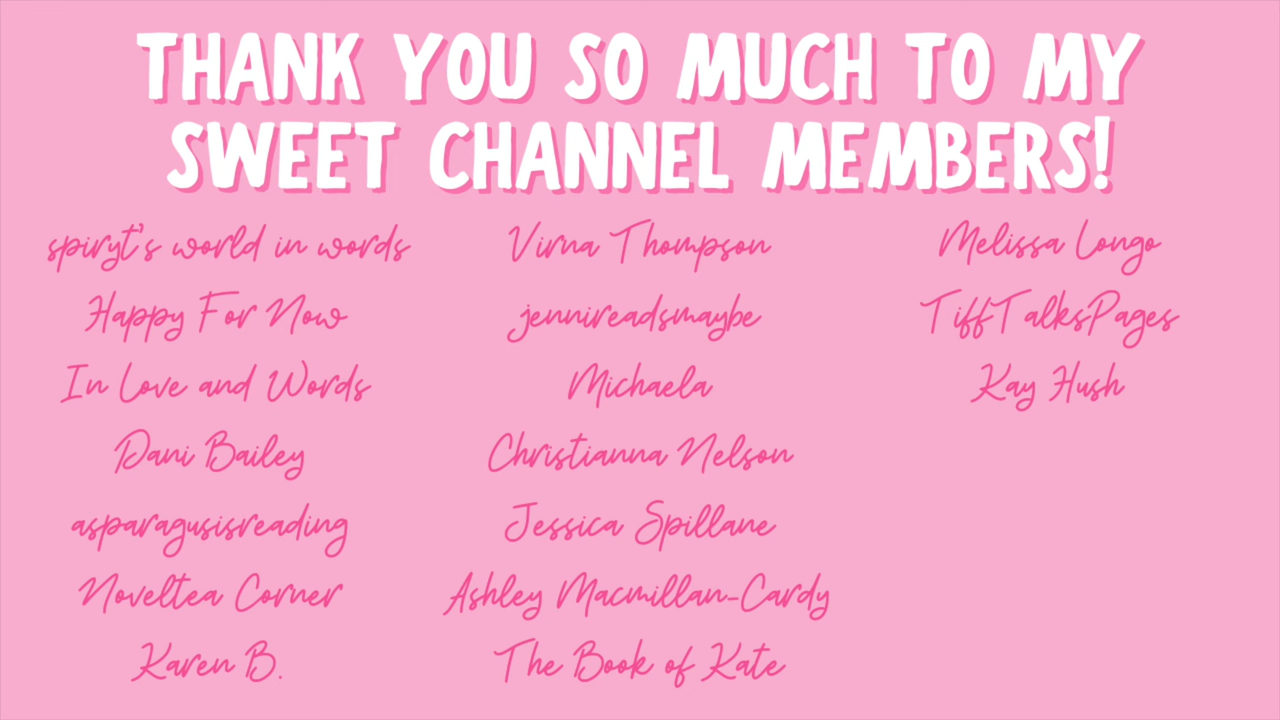 THANK YOU SO MUCH TO MY
SWEET CHANNEL MEMBERS!
spiryt's world in words
Happy For Now
In Love and Words
Dani Bailey
asparagusisreading
Noveltea Corner
Karen B.
Virna Thompson
jennireadsmaybe
Michaela
Christianna Nelson
Jessica Spillane
Ashley Macmillan-Cardy
The Book of Kate
Melissa Longo
TiffTalksPages
Kay Hush